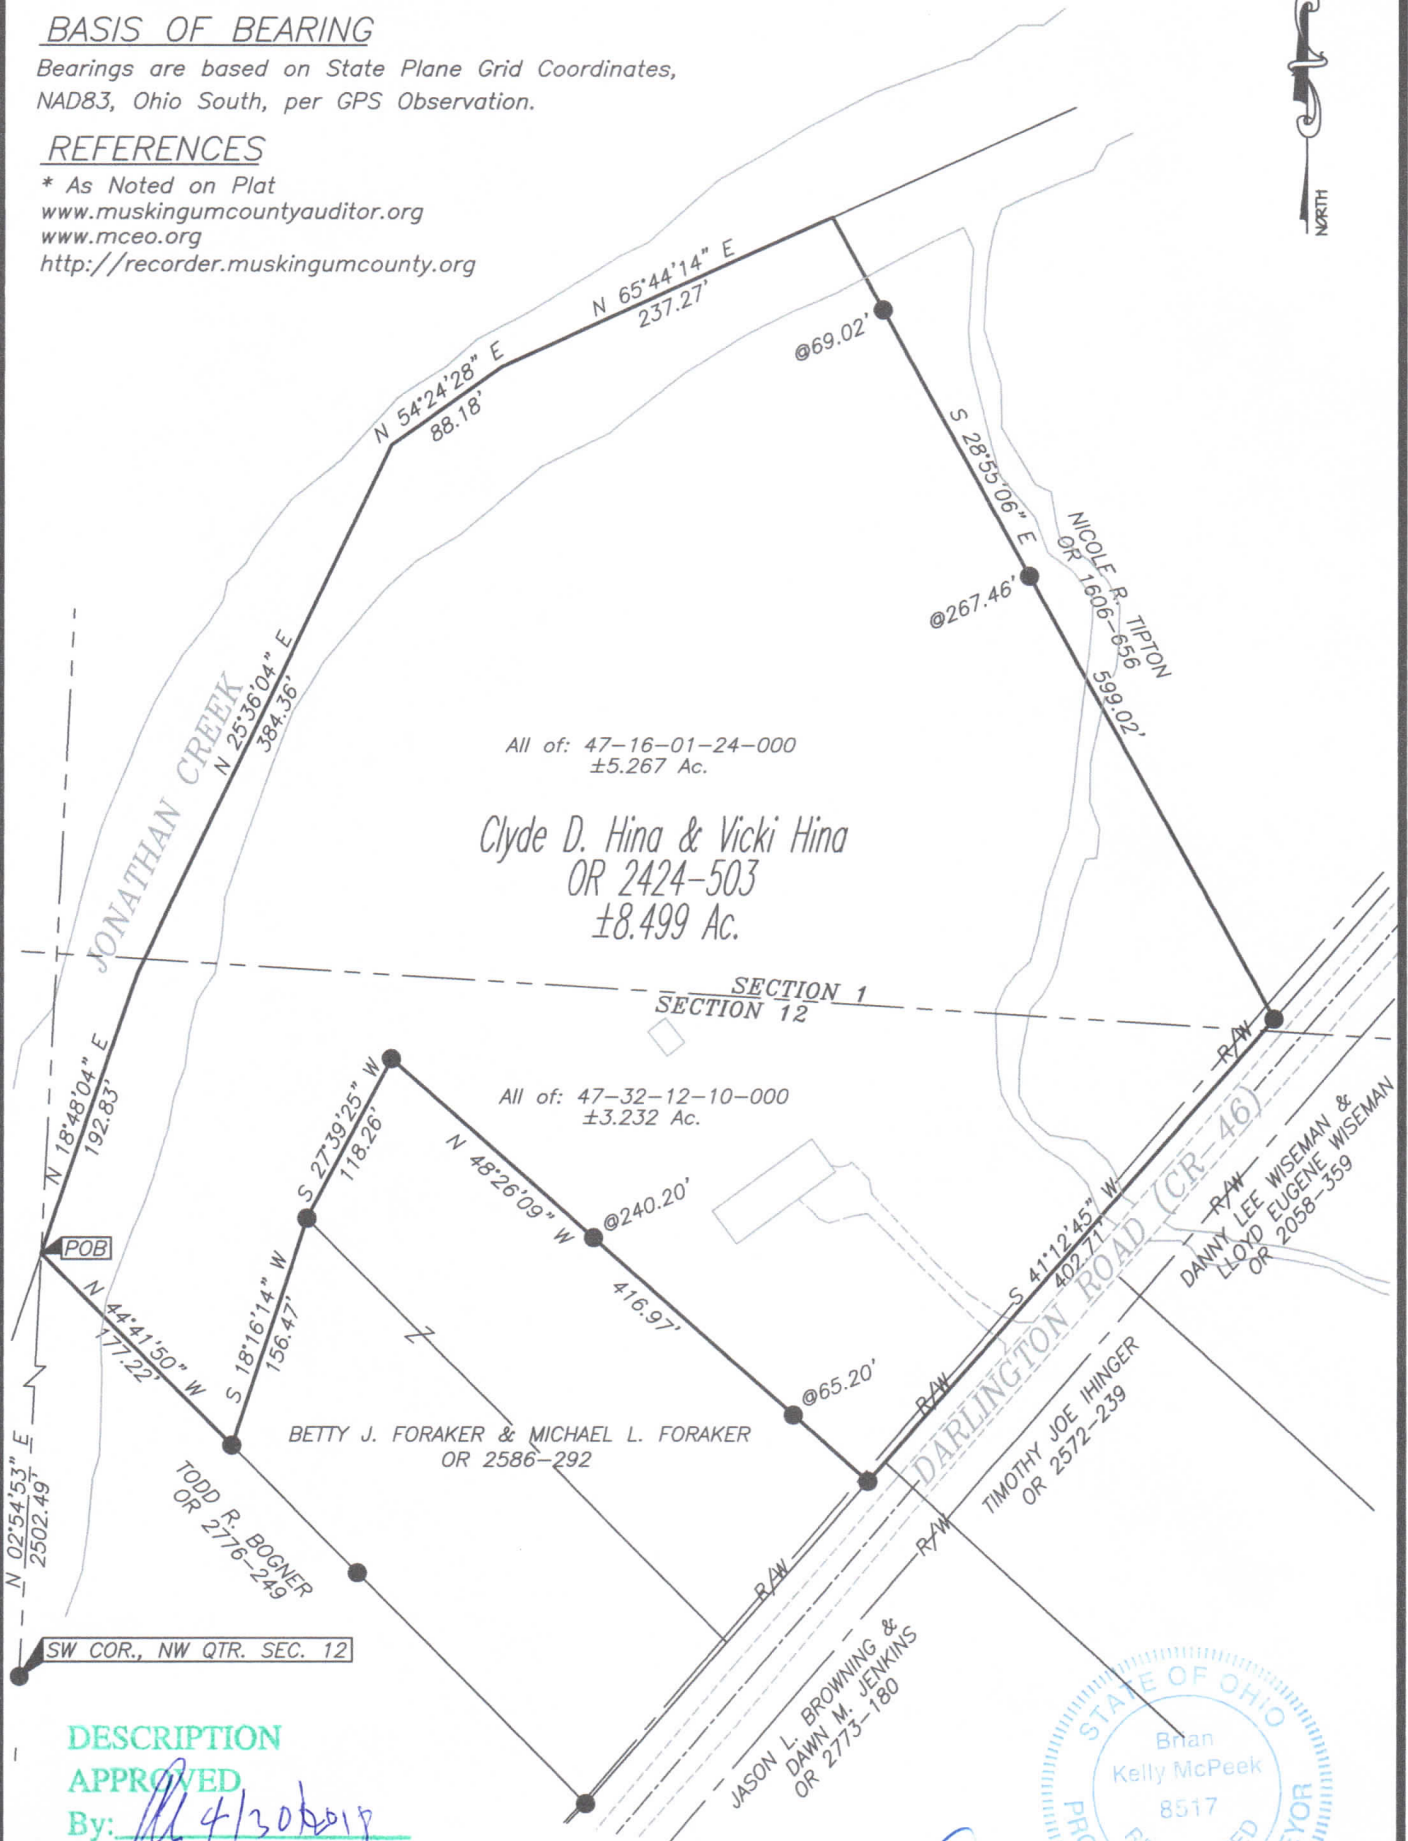 BASIS OF BEARING
Bearings are based on State Plane Grid Coordinates,
NAD83, Ohio South, per GPS Observation.
REFERENCES
* As Noted on Plat
www.muskingumcountyauditor.org
www.mceo.org
http://recorder.muskingumcounty.org
NORTH
N 65°44'14" E
237.27'
@69.02'
N 54°24'28" E
88.18'
S 28°55'06" E
599.02'
NICOLE R. TIPTON
OR 1606-656
@267.46'
N 25°36'04" E
384.36'
JONATHAN CREEK
All of: 47-16-01-24-000
±5.267 Ac.
Clyde D. Hina & Vicki Hina
OR 2424-503
±8.499 Ac.
SECTION 1
SECTION 12
N 18°48'04" E
192.83'
S 27°39'25" W
118.26'
All of: 47-32-12-10-000
±3.232 Ac.
R/W
N 48°26'09" W
416.97'
@240.20'
@65.20'
S 41°12'45" W
402.71'
DARLINGTON ROAD (CR 46)
R/W
DANNY LEE WISEMAN &
LLOYD EUGENE WISEMAN
OR 2058-359
POB
N 44°41'50" W
177.22'
S 18°16'14" W
156.47'
Z
R/W
TIMOTHY JOE IHINGER
OR 2572-239
BETTY J. FORAKER & MICHAEL L. FORAKER
OR 2586-292
N 02°54'53" E
2502.49'
TODD R. BOGNER
OR 2776-249
R/W
R/W
SW COR., NW QTR. SEC. 12
JASON L. BROWNING &
DAWN M. JENKINS
OR 2773-180
DESCRIPTION
APPROVED
By: 4/30/2018
STATE OF OHIO
Brian
Kelly McPeek
8517